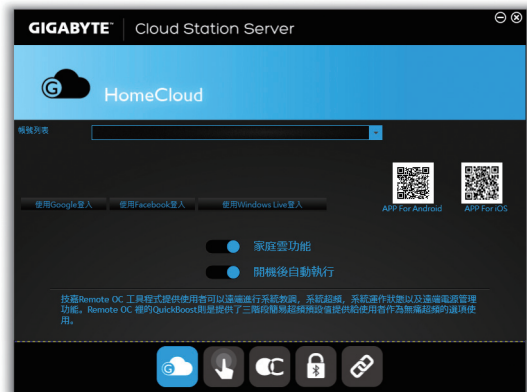 GIGABYTE™ Cloud Station Server
HomeCloud
帳號列表
使用Google登入 使用Facebook登入 使用Windows Live登入
APP For Android APP For iOS
家庭雲功能
開機後自動執行
技嘉Remote OC 工具程式提供使用者可以遠端進行系統微調，系統超頻，系統運作狀態以及遠端電源管理
功能。Remote OC 裡的QuickBoost則是提供了三階段簡易超頻預設值提供給使用者作為無痛超頻的選項使
用。